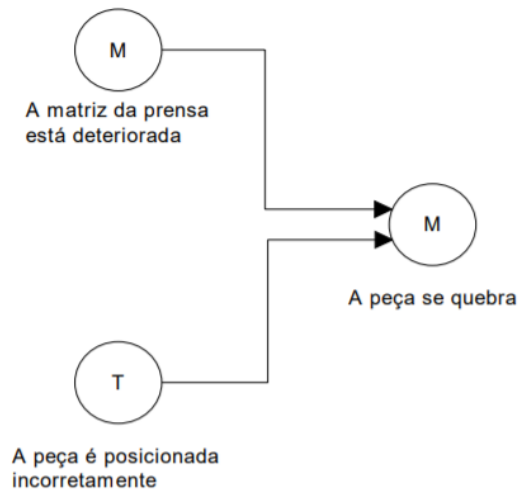 M
A matriz da prensa
está deteriorada
M
A peça se quebra
T
A peça é posicionada
incorretamente